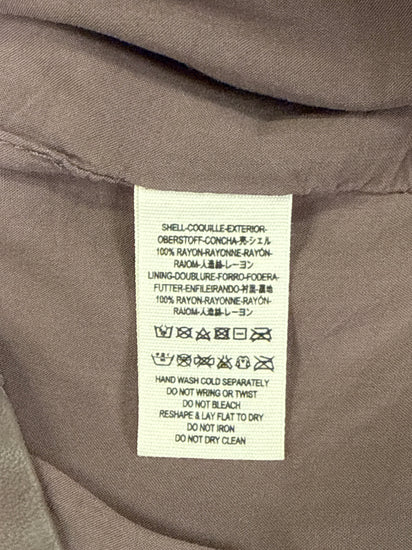 SHELL-COQUILLE-EXTERIOR-
OBERSTOFF-CONCHA-壳-シェル
100% RAYON-RAYONNE-RAYÓN-
RAIOM-人造絲-レーヨン
LINING-DOUBLURE-FORRO-FODERA-
FUTTER-ENFILEIRANDO-衬里-裏地
100% RAYON-RAYONNE-RAYÓN-
RAIOM-人造絲-レーヨン
HAND WASH COLD SEPARATELY
DO NOT WRING OR TWIST
DO NOT BLEACH
RESHAPE & LAY FLAT TO DRY
DO NOT IRON
DO NOT DRY CLEAN